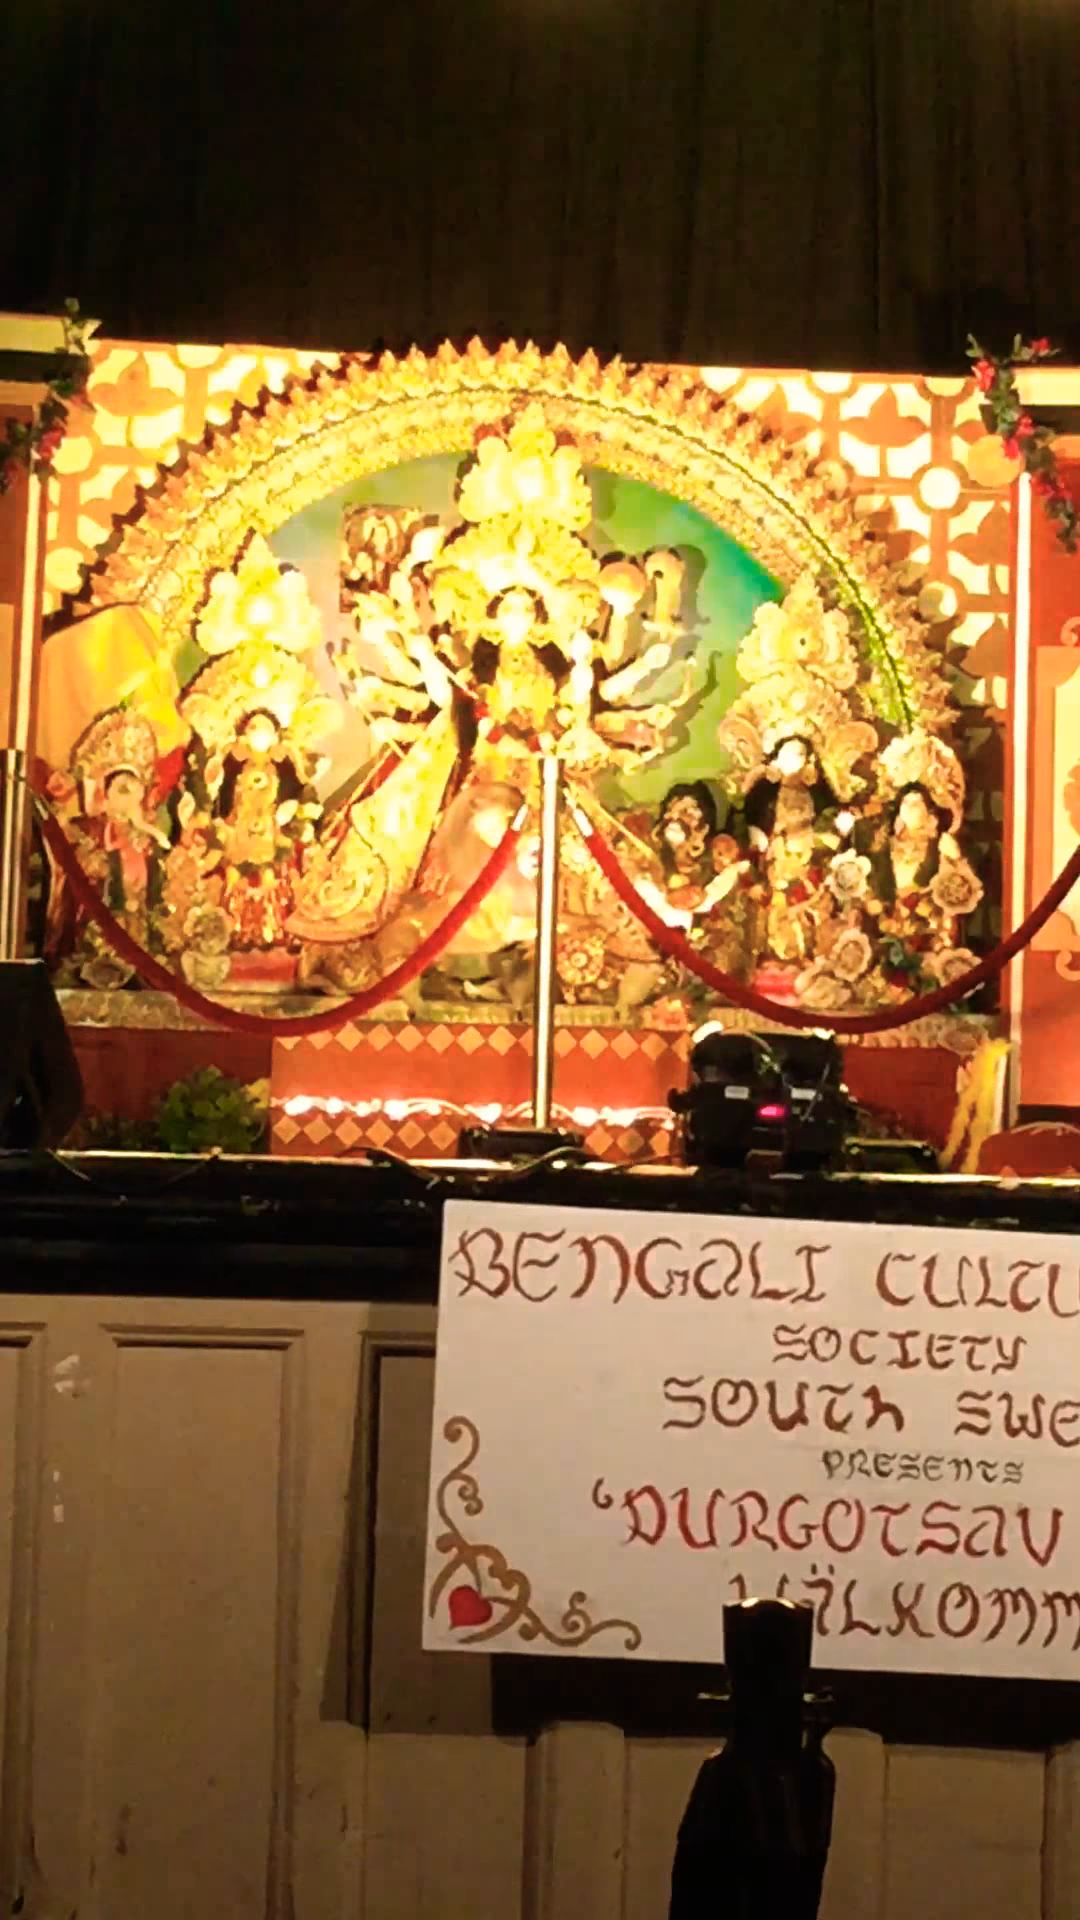 BENGALI CULTU
SOCIETY
SOUTH SWE
PRESENTS
'DURGOTSAV
VÄLKOMM